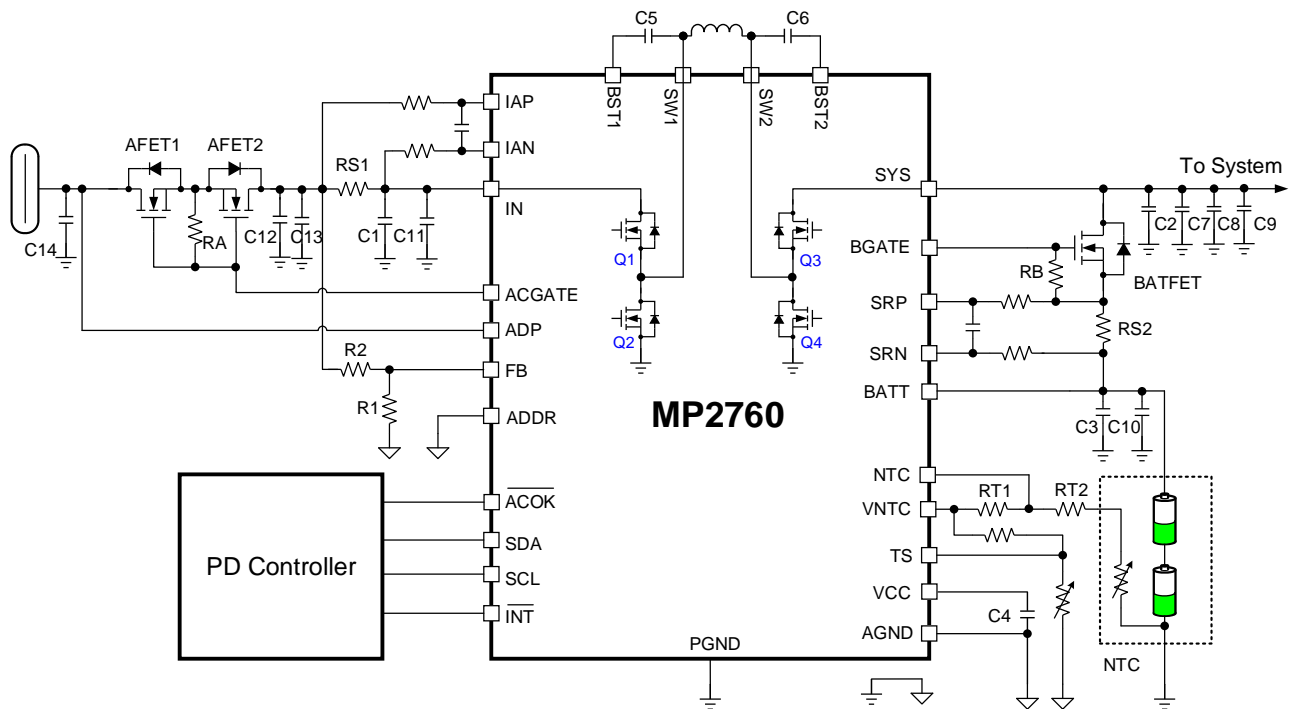 C5
C6
BST1
SW1
SW2
BST2
IAP
IAN
IN
AFET1
AFET2
RS1
C14
RA
C12
C13
C1
C11
ACGATE
ADP
R2
FB
R1
ADDR
Q1
Q2
Q3
Q4
MP2760
SYS
To System
C2
C7
C8
C9
BGATE
RB
BATFET
SRP
RS2
SRN
BATT
C3
C10
NTC
VNTC
RT1
RT2
TS
VCC
C4
AGND
NTC
PD Controller
ACOK
SDA
SCL
INT
PGND